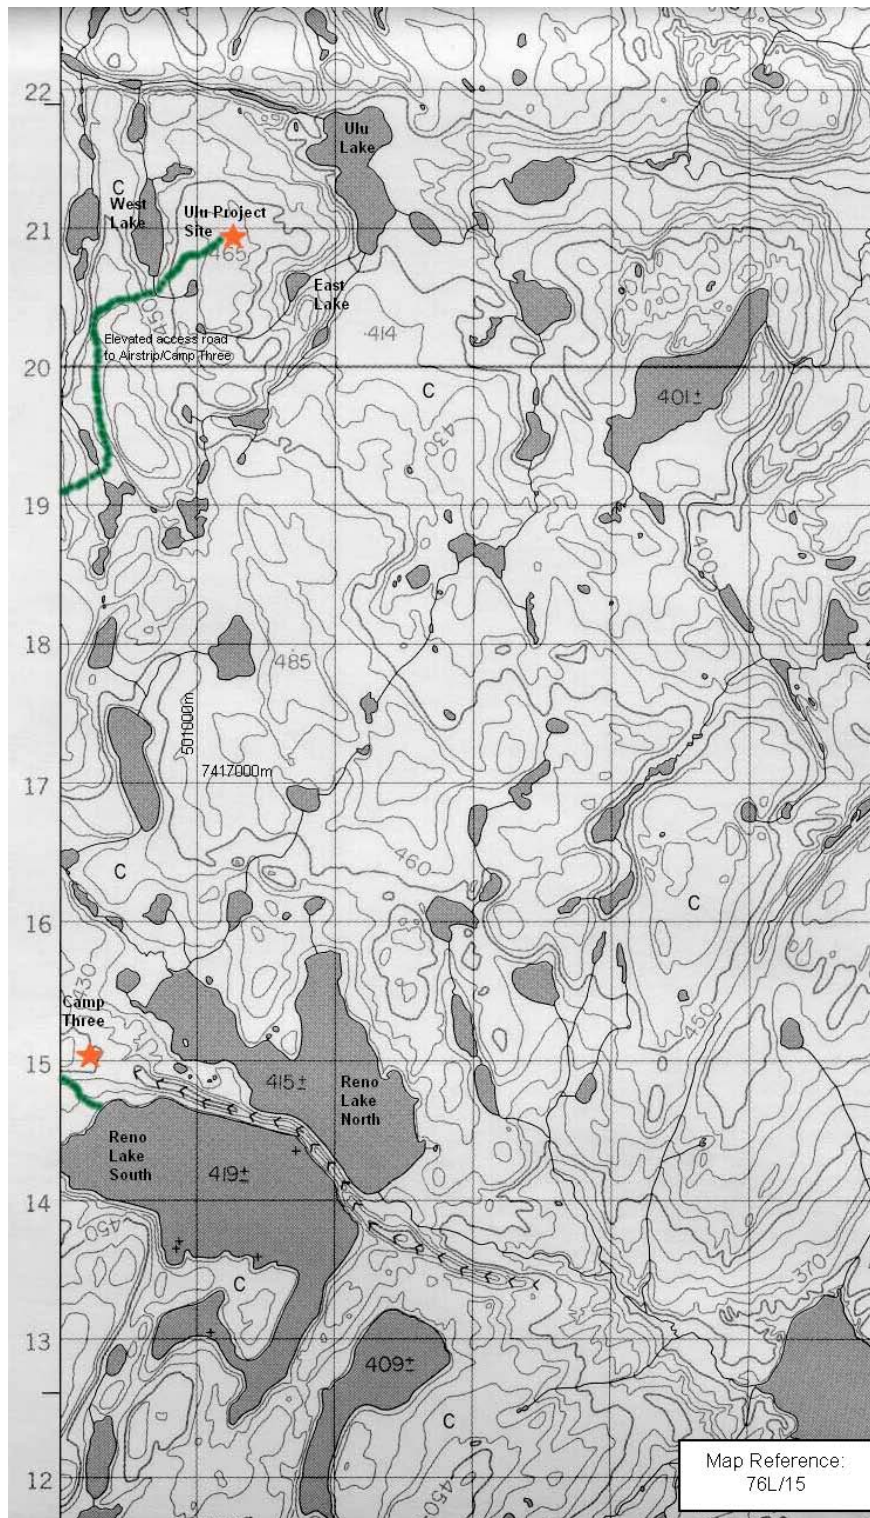 22
Ulu
Lake
C
West
Lake
Ulu Project
Site
21
465
East
Lake
450
414
Elevated access road
to Airstrip/Camp Three
20
C
401±
430
19
400
18
485
501000m
7417000m
17
460
C
C
16
430
Camp
Three
450
15
415±
Reno
Lake
North
Reno
Lake
South
419±
14
450
370
C
13
409±
C
Map Reference:
76L/15
12
450